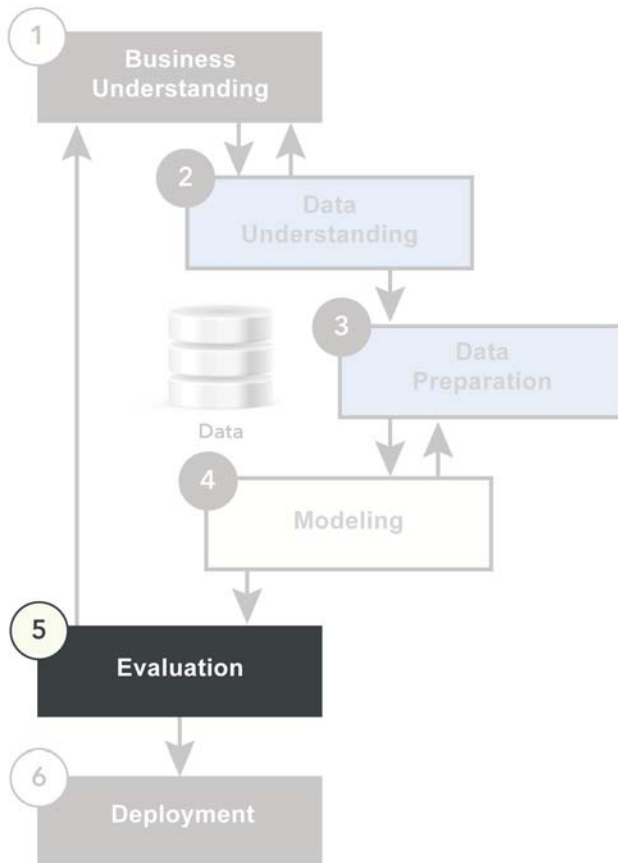 1
Business
Understanding
2
Data
Understanding
3
Data
Preparation
Data
4
Modeling
5
Evaluation
6
Deployment